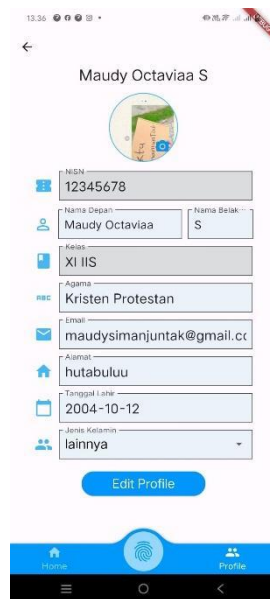 13.36
Maudy Octaviaa S
NISN
12345678
Nama Depan
Maudy Octaviaa
Nama Belak
S
Kelas
XI IIS
ABC
Agama
Kristen Protestan
Email
maudysimanjuntak@gmail.cc
Alamat
hutabuluu
Tanggal Lahir
2004-10-12
Jenis Kelamin
lainnya
Edit Profile
Home
Profile